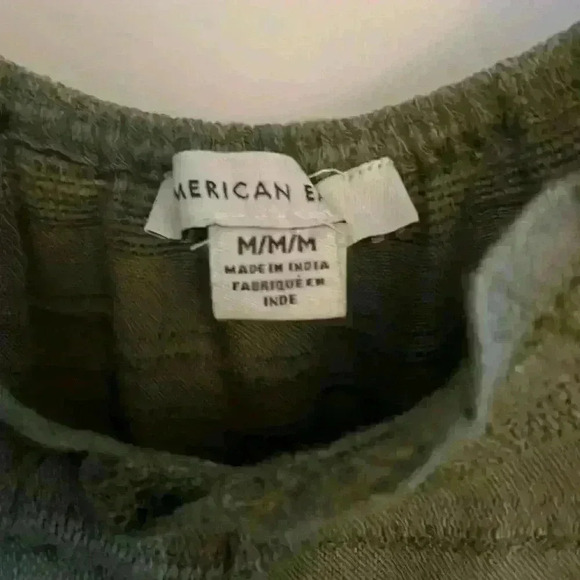 MERICAN E
M/M/M
MADE IN INDIA
FABRIQUÉ EN
INDE